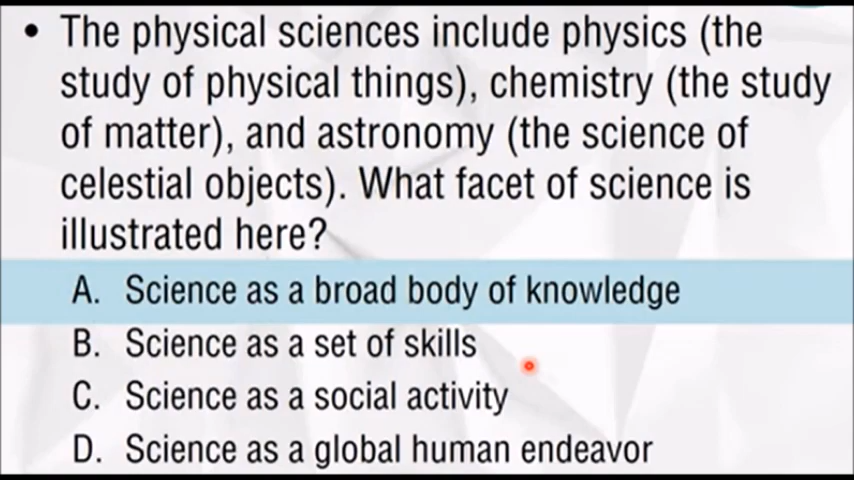 • The physical sciences include physics (the
study of physical things), chemistry (the study
of matter), and astronomy (the science of
celestial objects). What facet of science is
illustrated here?
A. Science as a broad body of knowledge
B. Science as a set of skills
C. Science as a social activity
D. Science as a global human endeavor